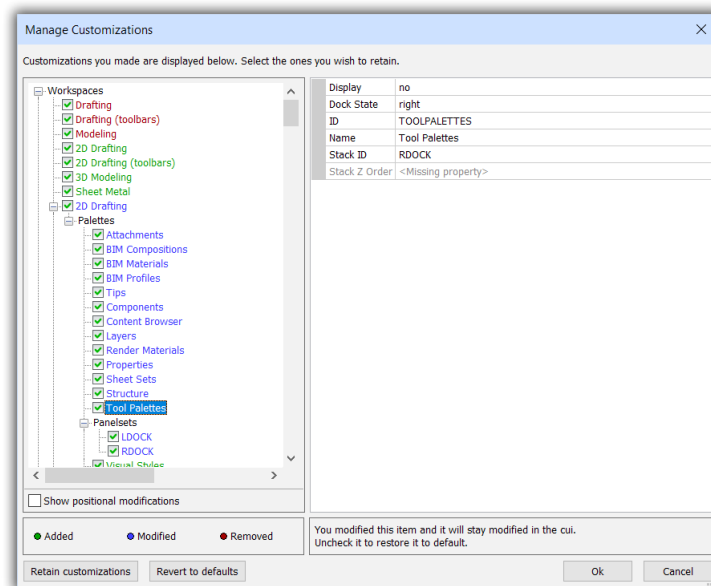 Manage Customizations
Customizations you made are displayed below. Select the ones you wish to retain.
Workspaces
Drafting
Drafting (toolbars)
Modeling
2D Drafting
2D Drafting (toolbars)
3D Modeling
Sheet Metal
2D Drafting
Palettes
Attachments
BIM Compositions
BIM Materials
BIM Profiles
Tips
Components
Content Browser
Layers
Render Materials
Properties
Sheet Sets
Structure
Tool Palettes
Panelsets
LDOCK
RDOCK
Visual Styles
Show positional modifications
Display no
Dock State right
ID TOOLPALETTES
Name Tool Palettes
Stack ID RDOCK
Stack Z Order <Missing property>
Added Modified Removed
You modified this item and it will stay modified in the cui.
Uncheck it to restore it to default.
Retain customizations Revert to defaults Ok Cancel